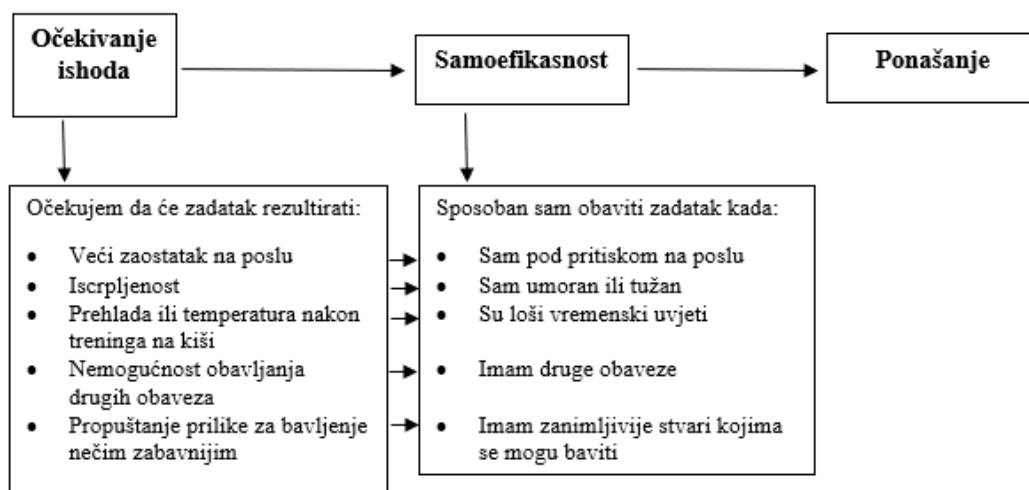 Očekivanje
ishoda
Samoefikasnost
Ponašanje
Očekujem da će zadatak rezultirati:
• Veći zaostatak na poslu
• Iscrpljenost
• Prehlada ili temperatura nakon
treninga na kiši
• Nemogućnost obavljanja
drugih obaveza
• Propuštanje prilike za bavljenje
nečim zabavnijim
Sposoban sam obaviti zadatak kada:
• Sam pod pritiskom na poslu
• Sam umoran ili tužan
• Su loši vremenski uvjeti
• Imam druge obaveze
• Imam zanimljivije stvari kojima
se mogu baviti